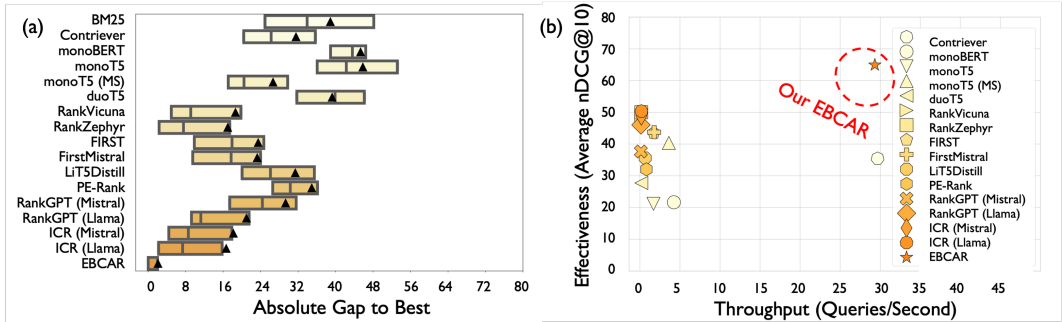 (a)
BM25
Contriever
monoBERT
monoT5
monoT5 (MS)
duoT5
RankVicuna
RankZephyr
FIRST
FirstMistral
LiT5Distill
PE-Rank
RankGPT (Mistral)
RankGPT (Llama)
ICR (Mistral)
ICR (Llama)
EBCAR
0 8 16 24 32 40 48 56 64 72 80
Absolute Gap to Best
(b)
Effectiveness (Average nDCG@10)
80
70
60
50
40
30
20
10
0
0 5 10 15 20 25 30 35 40 45
Throughput (Queries/Second)
Our EBCAR
Contriever
monoBERT
monoT5
monoT5 (MS)
duoT5
RankVicuna
RankZephyr
FIRST
FirstMistral
LiT5Distill
PE-Rank
RankGPT (Mistral)
RankGPT (Llama)
ICR (Mistral)
ICR (Llama)
EBCAR